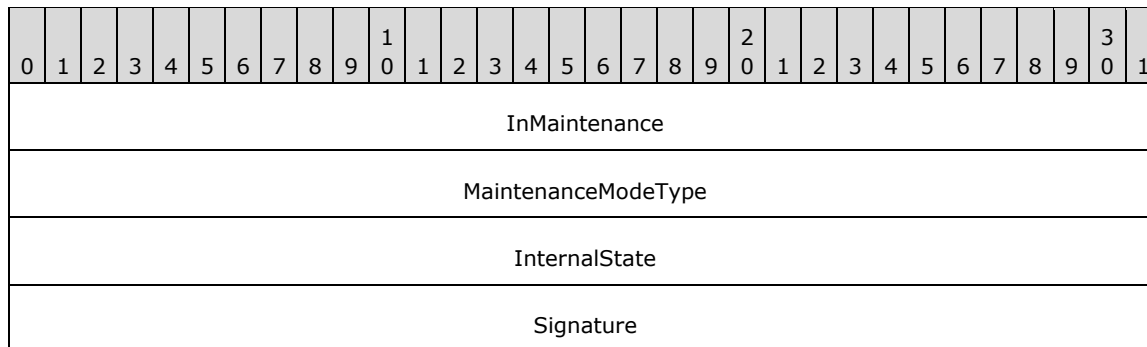 1 2 3
0 1 2 3 4 5 6 7 8 9 0 1 2 3 4 5 6 7 8 9 0 1 2 3 4 5 6 7 8 9 0 1
InMaintenance
MaintenanceModeType
InternalState
Signature